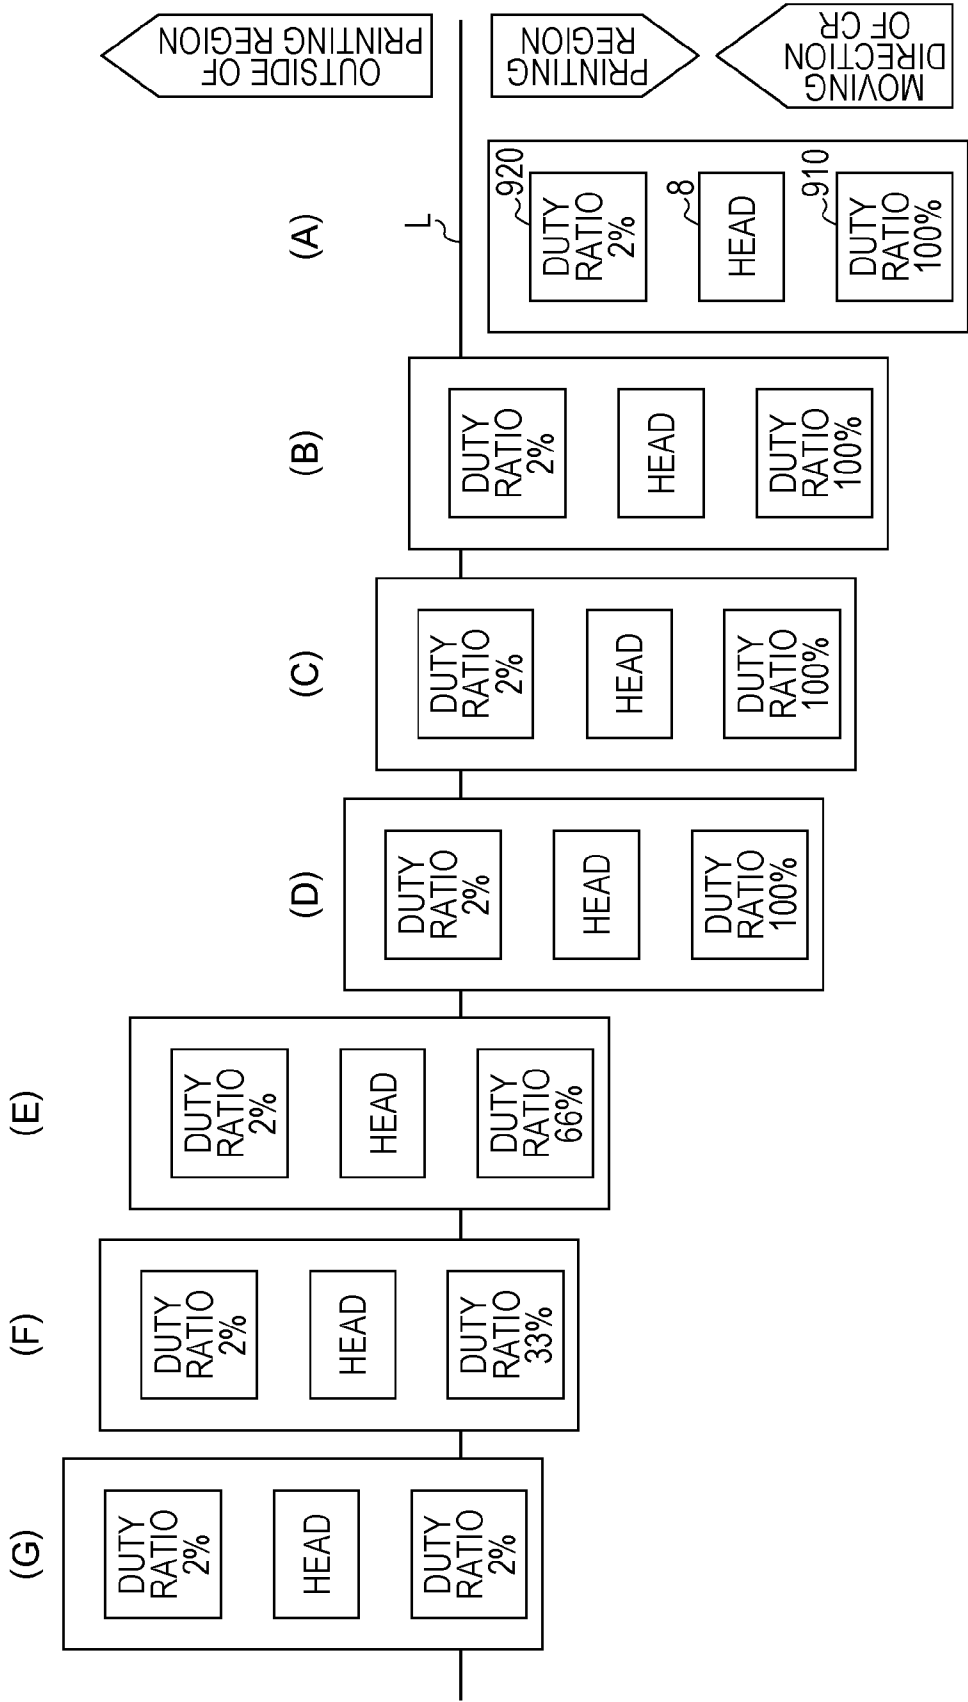 (A)
L
920
DUTY
RATIO
2%
8
HEAD
910
DUTY
RATIO
100%
(B)
DUTY
RATIO
2%
HEAD
DUTY
RATIO
100%
(C)
DUTY
RATIO
2%
HEAD
DUTY
RATIO
100%
(D)
DUTY
RATIO
2%
HEAD
DUTY
RATIO
100%
(E)
DUTY
RATIO
2%
HEAD
DUTY
RATIO
66%
(F)
DUTY
RATIO
2%
HEAD
DUTY
RATIO
33%
(G)
DUTY
RATIO
2%
HEAD
DUTY
RATIO
2%
OUTSIDE OF
PRINTING REGION
PRINTING
REGION
MOVING
DIRECTION
OF CR